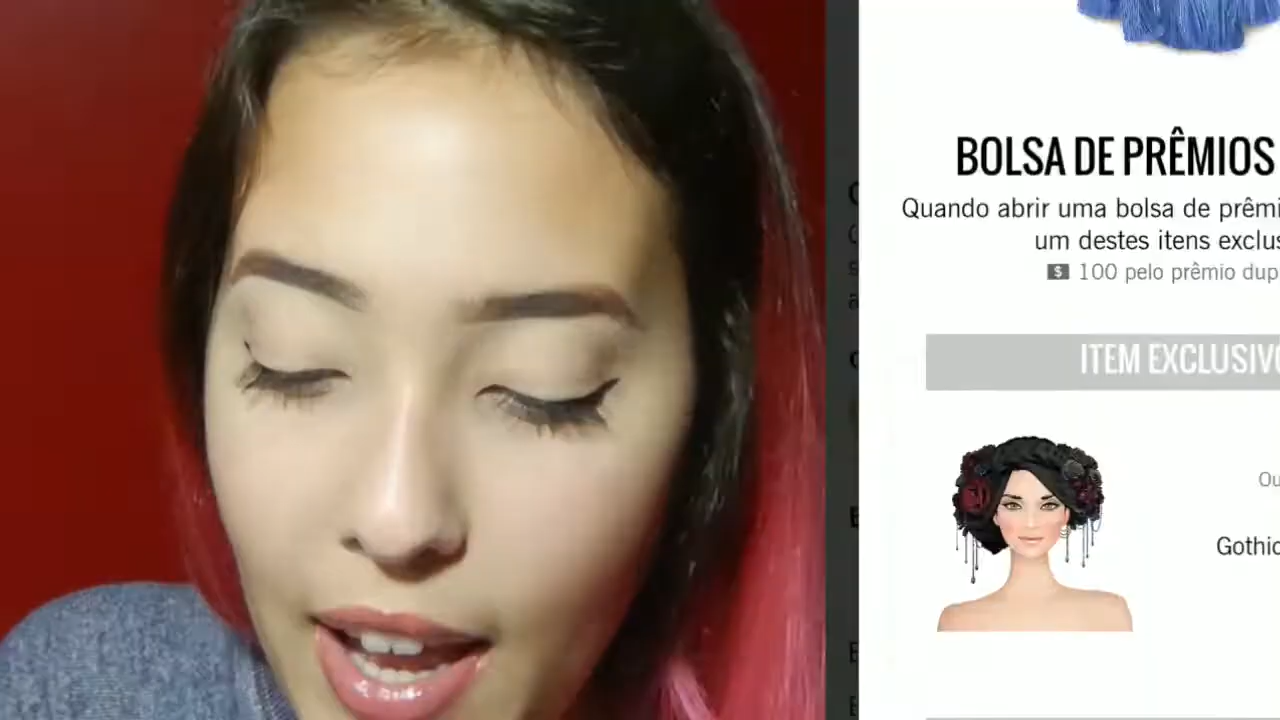 BOLSA DE PRÊMIOS
Quando abrir uma bolsa de prêmi
um destes itens exclus
$ 100 pelo prêmio dup
ITEM EXCLUSIVO
Ou
Gothic